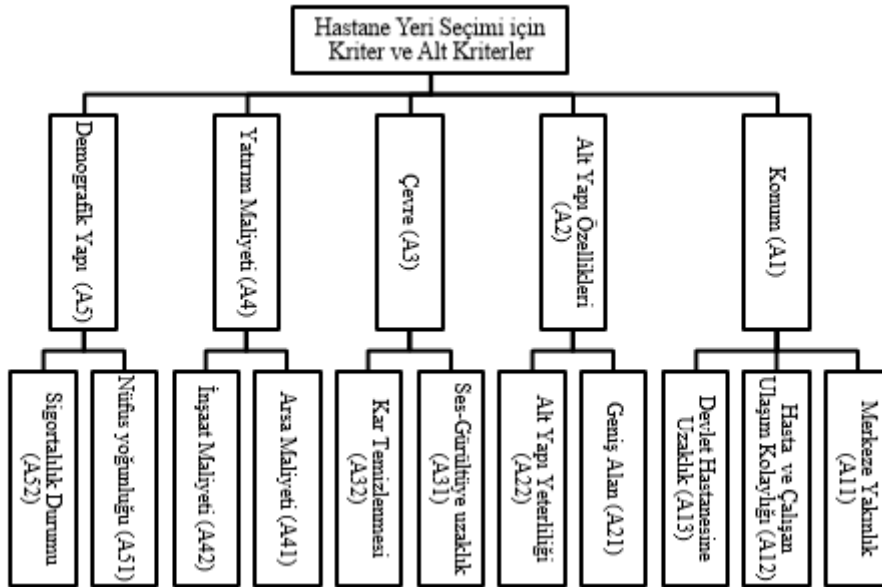 Hastane Yeri Seçimi için
Kriter ve Alt Kriterler
Demografik Yapı (A5)
Yatırım Maliyeti (A4)
Çevre (A3)
Alt Yapı Özellikleri
(A2)
Konum (A1)
Sigortalılık Durumu
(A52)
Nüfus yoğunluğu (A51)
İnşaat Maliyeti (A42)
Arsa Maliyeti (A41)
Kar Temizlenmesi
(A32)
Ses-Gürültüye uzaklık
(A31)
Alt Yapı Yeterliliği
(A22)
Geniş Alan (A21)
Devlet Hastanesine
Uzaklık (A13)
Hasta ve Çalışan
Ulaşım Kolaylığı (A12)
Merkeze Yakınlık
(A11)